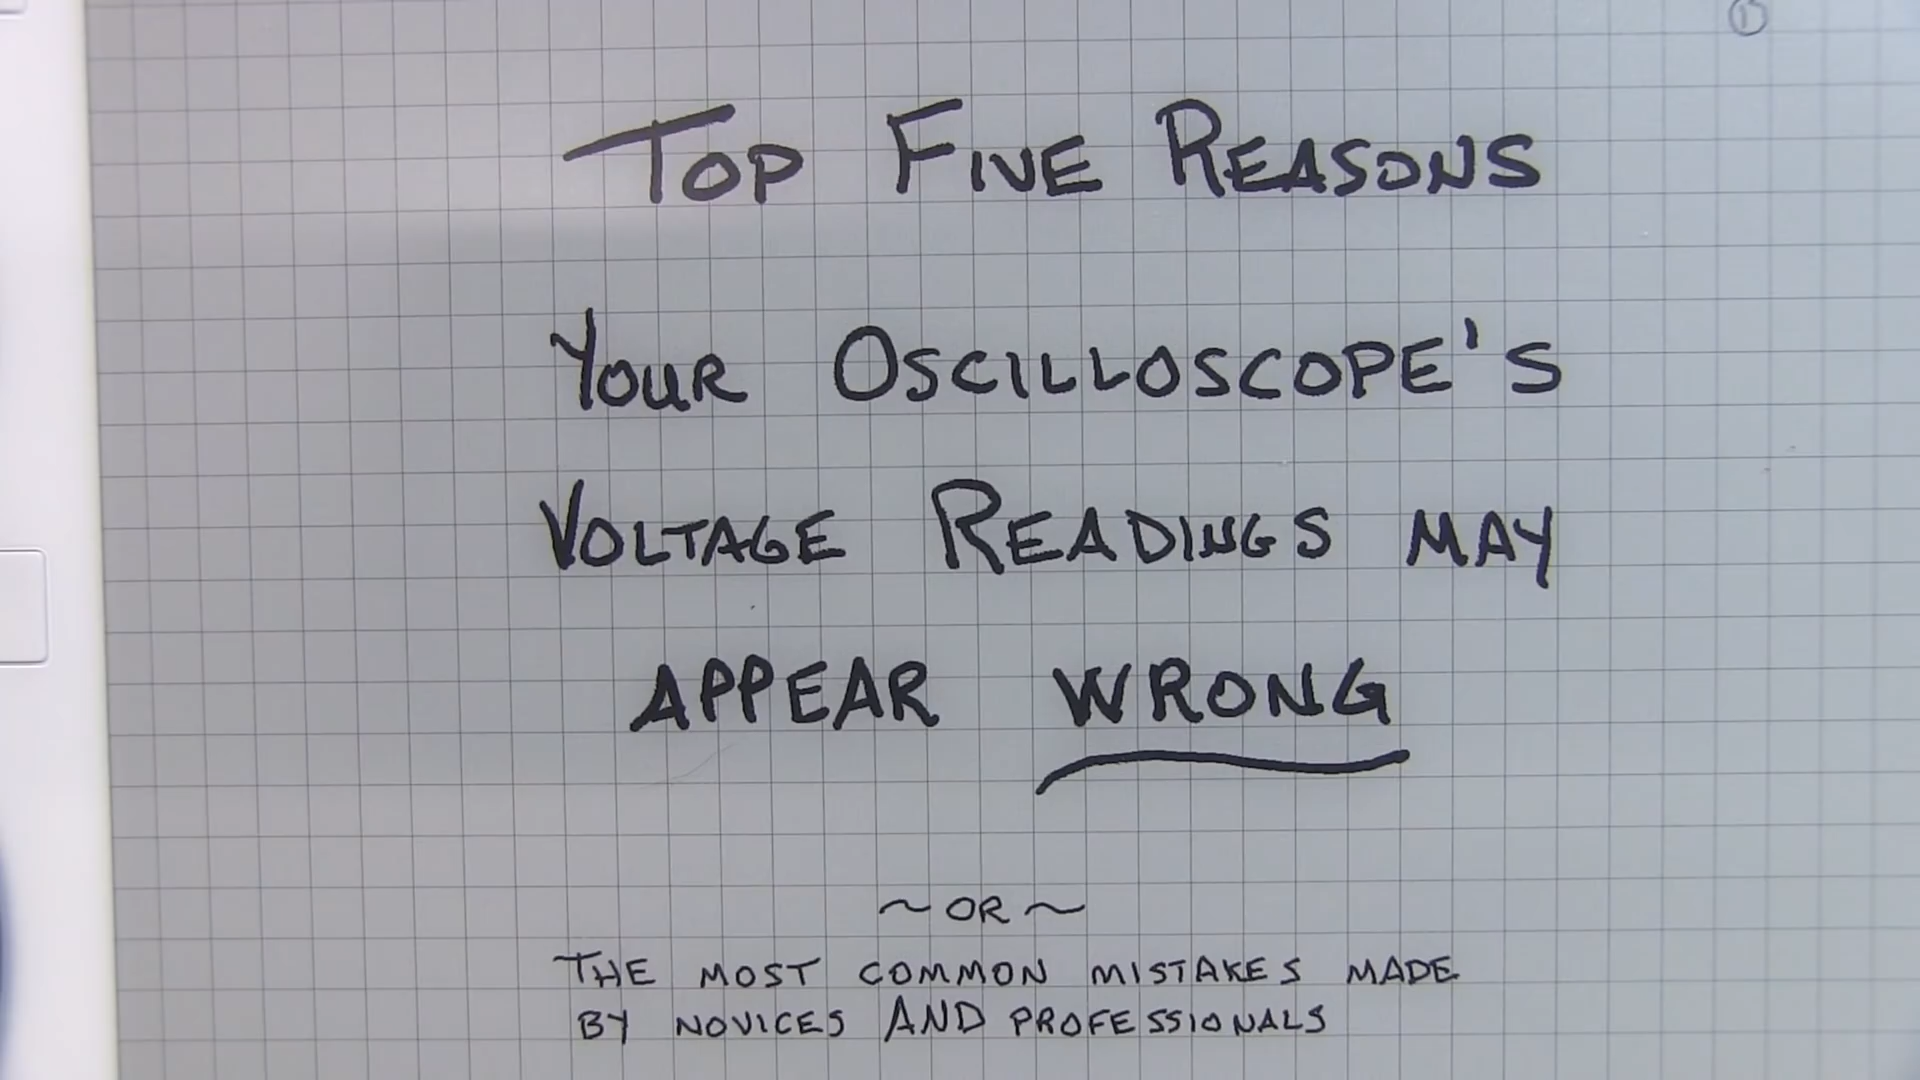 1
TOP FIVE REASONS
YOUR OSCILLOSCOPE'S
VOLTAGE READINGS MAY
APPEAR WRONG
~ OR ~
THE MOST COMMON MISTAKES MADE
BY NOVICES AND PROFESSIONALS